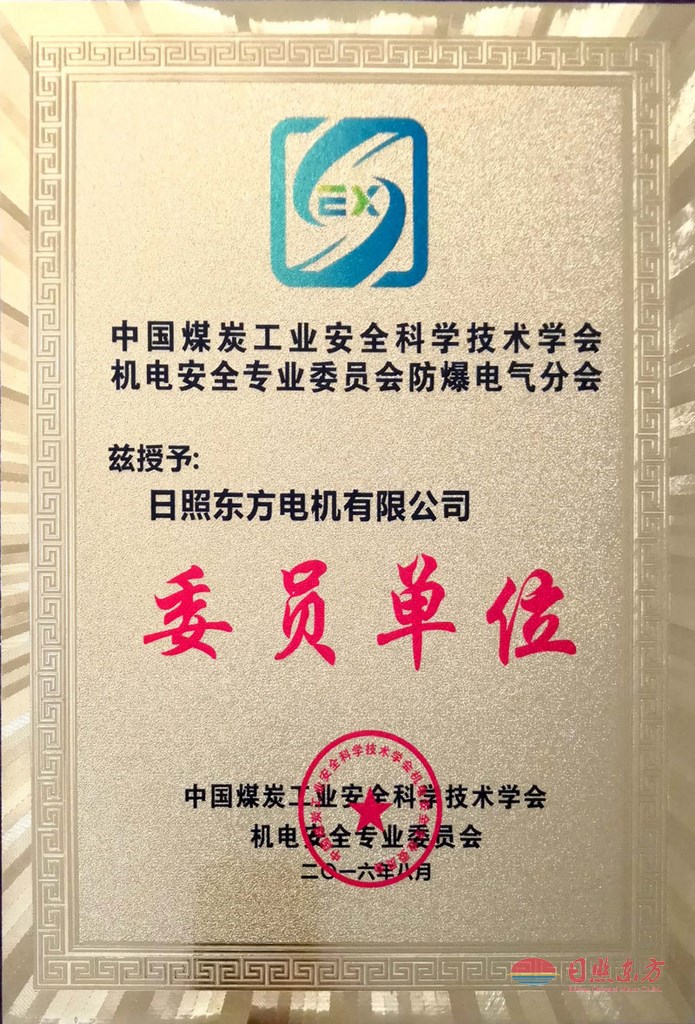 EX
中国煤炭工业安全科学技术学会
机电安全专业委员会防爆电气分会
兹授予:
日照东方电机有限公司
委员单位
中国煤炭工业安全科学技术学会
机电安全专业委员会
二〇一六年八月
日照东方